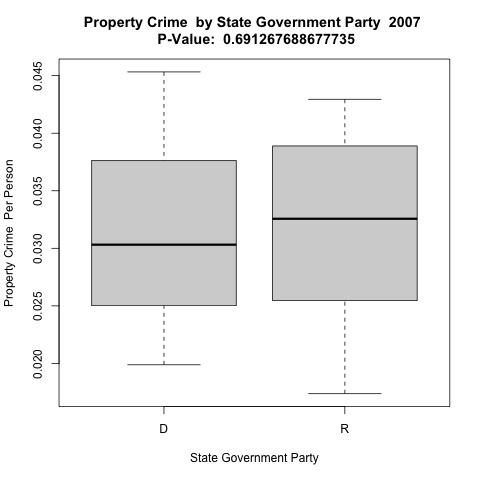 Property Crime  by State Government Party  2007
P-Value:  0.691267688677735
0.045
0.040
0.035
0.030
0.025
0.020
Property Crime  Per Person
D
R
State Government Party